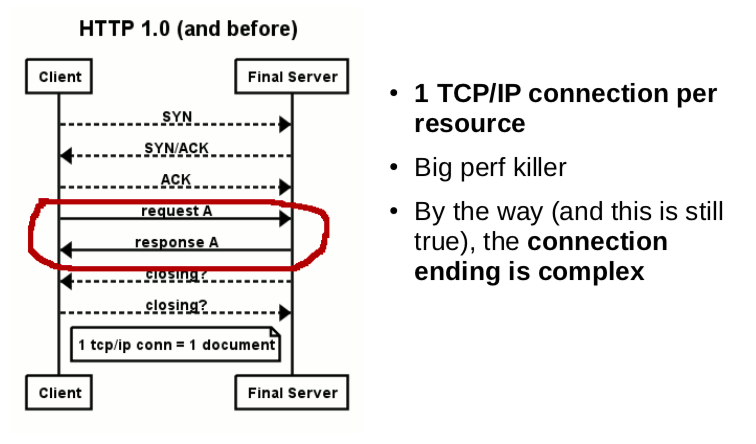 HTTP 1.0 (and before)
Client
Final Server
SYN
SYN/ACK
ACK
request A
response A
closing?
closing?
1 tcp/ip conn = 1 document
Client
Final Server
• 1 TCP/IP connection per
resource
• Big perf killer
• By the way (and this is still
true), the connection
ending is complex